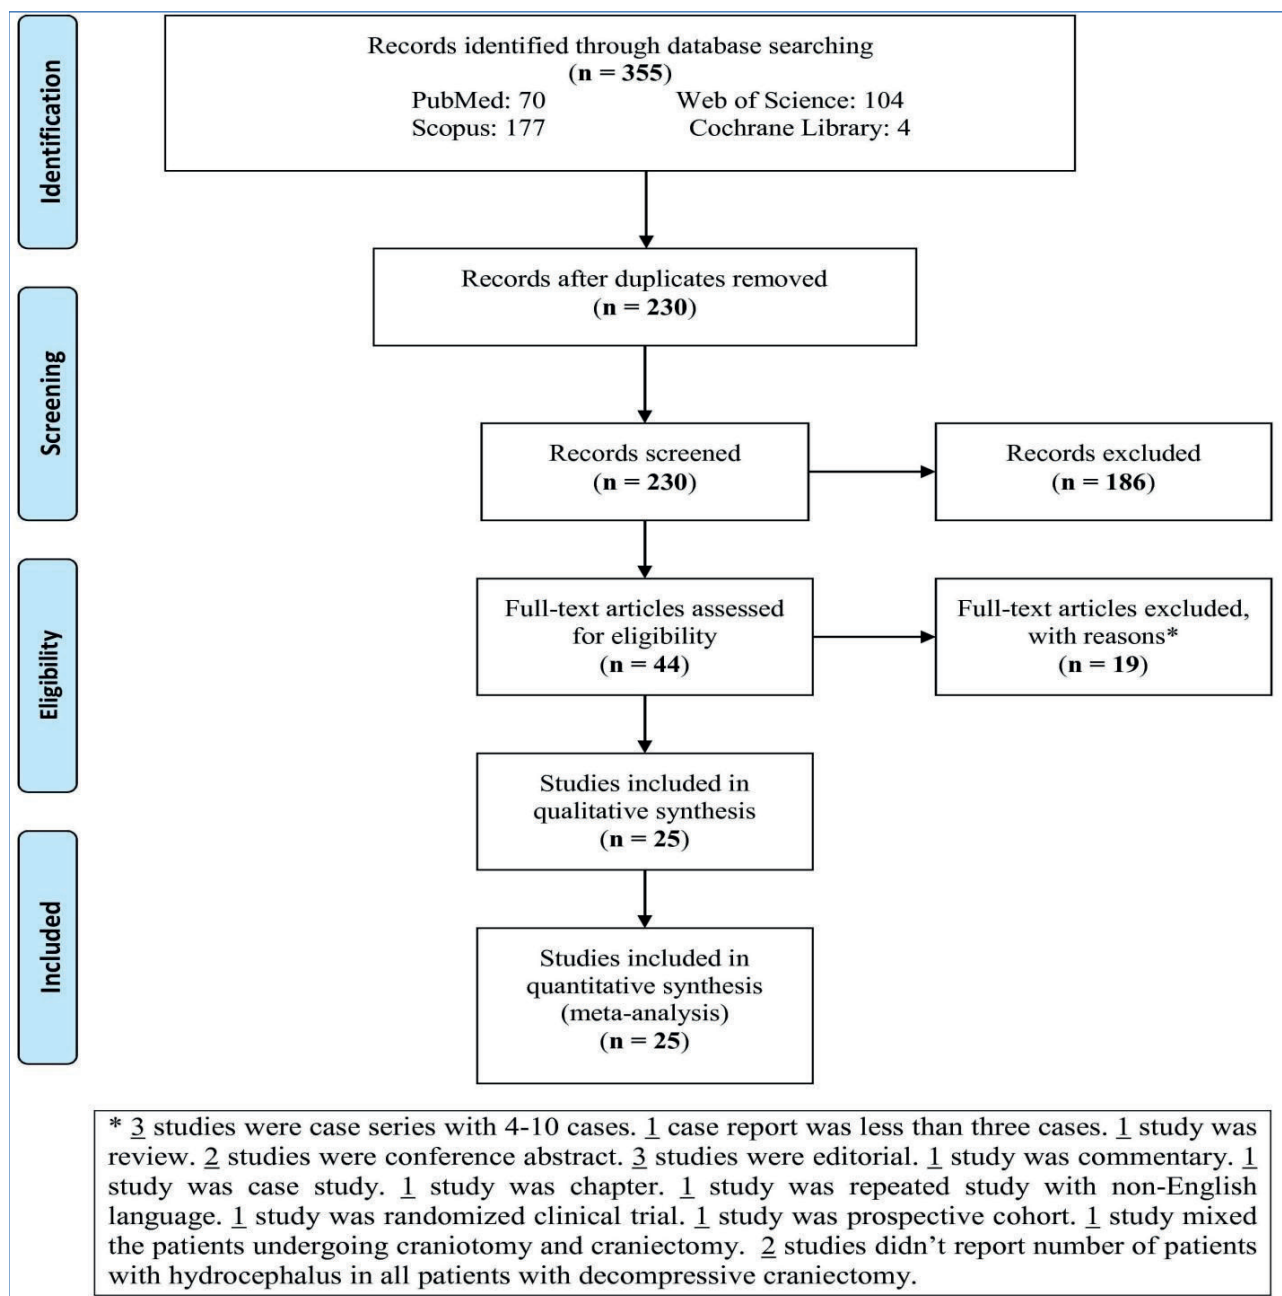 Identification
Records identified through database searching
(n = 355)
PubMed: 70 Web of Science: 104
Scopus: 177 Cochrane Library: 4
Records after duplicates removed
(n = 230)
Screening
Records screened
(n = 230)
Records excluded
(n = 186)
Eligibility
Full-text articles assessed
for eligibility
(n = 44)
Full-text articles excluded,
with reasons*
(n = 19)
Studies included in
qualitative synthesis
(n = 25)
Included
Studies included in
quantitative synthesis
(meta-analysis)
(n = 25)
* 3 studies were case series with 4-10 cases. 1 case report was less than three cases. 1 study was
review. 2 studies were conference abstract. 3 studies were editorial. 1 study was commentary. 1
study was case study. 1 study was chapter. 1 study was repeated study with non-English
language. 1 study was randomized clinical trial. 1 study was prospective cohort. 1 study mixed
the patients undergoing craniotomy and craniectomy. 2 studies didn't report number of patients
with hydrocephalus in all patients with decompressive craniectomy.